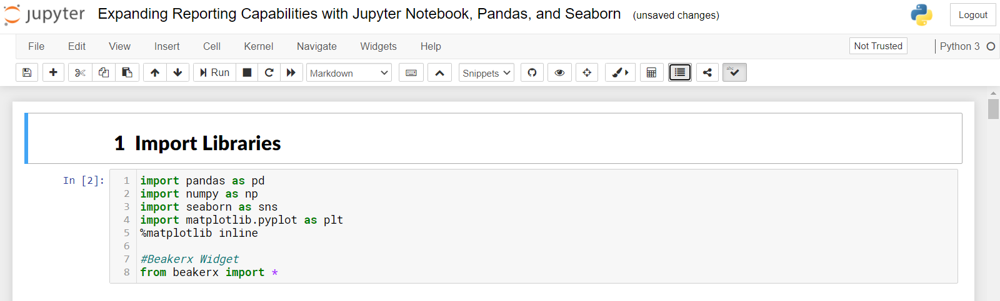 jupyter Expanding Reporting Capabilities with Jupyter Notebook, Pandas, and Seaborn (unsaved changes) Logout
File Edit View Insert Cell Kernel Navigate Widgets Help Not Trusted Python 3
Run Markdown Snippets abc
1 Import Libraries
In [2]:
1 import pandas as pd
2 import numpy as np
3 import seaborn as sns
4 import matplotlib.pyplot as plt
5 %matplotlib inline
6
7 #Beakerx Widget
8 from beakerx import *